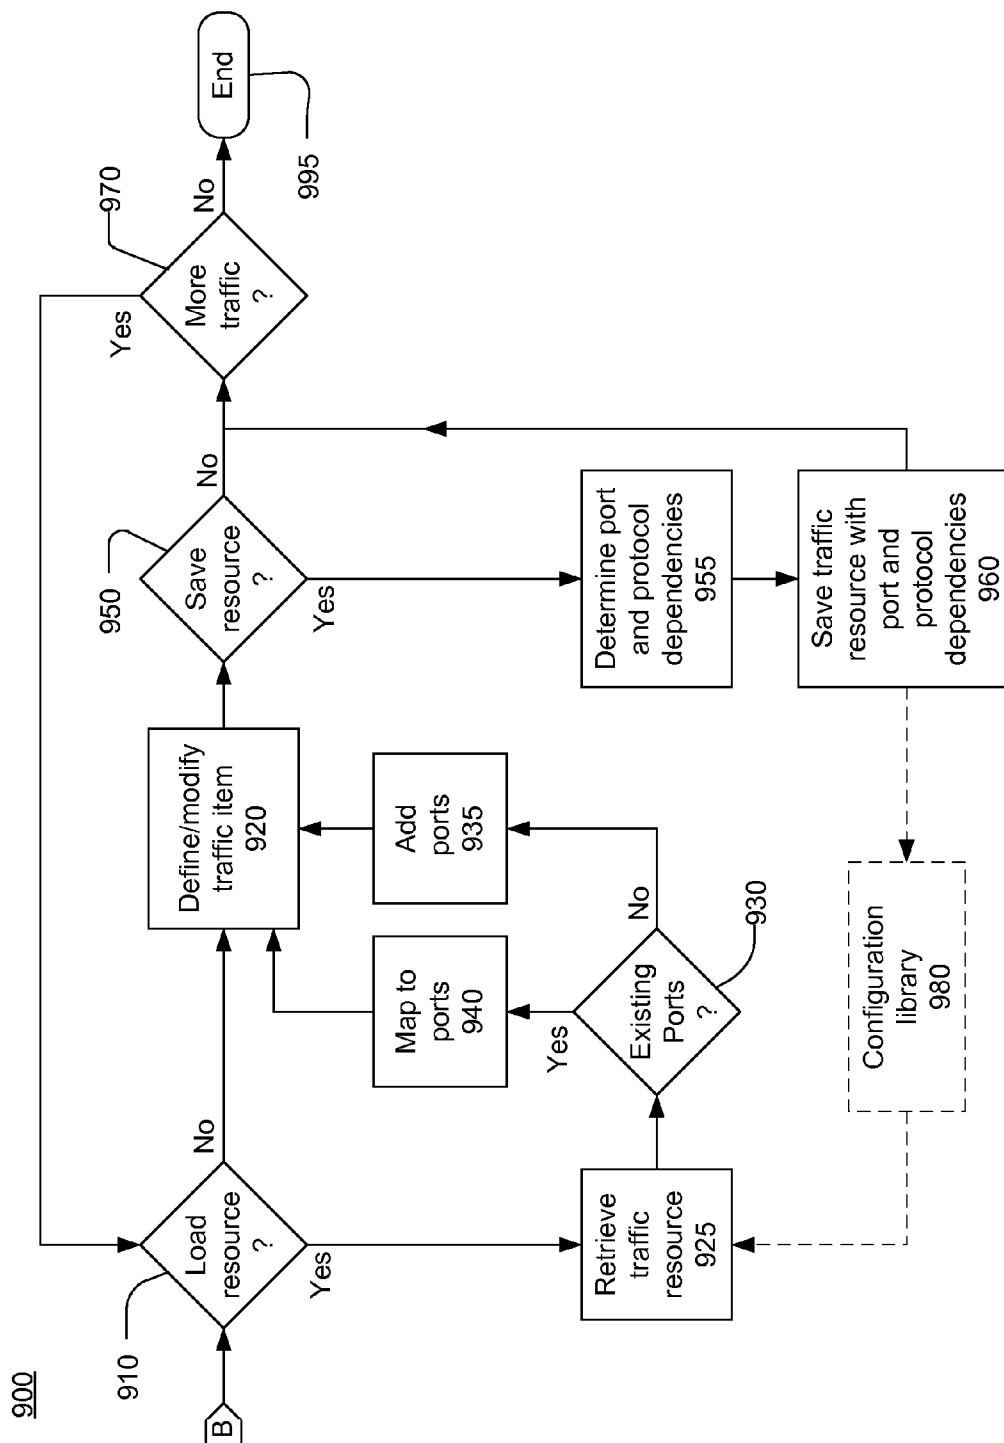 900
B
910
Load
resource
?
No
Yes
Retrieve
traffic
resource
925
Existing
Ports
?
930
Yes
No
Map to
ports
940
Add
ports
935
Define/modify
traffic item
920
950
Save
resource
?
No
Yes
Determine port
and protocol
dependencies
955
Save traffic
resource with
port and
protocol
dependencies
960
Configuration
library
980
970
More
traffic
?
Yes
No
End
995